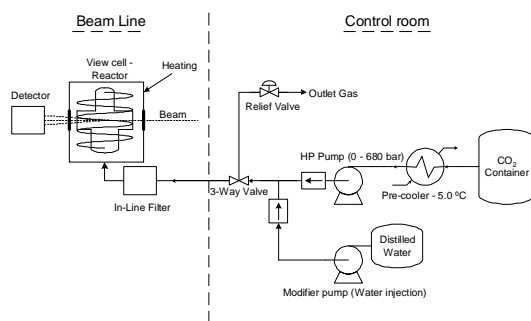 Beam Line
Control room
View cell -
Reactor
Heating
Detector
Beam
Outlet Gas
Relief Valve
HP Pump (0 - 680 bar)
CO2
Container
In-Line Filter
3-Way Valve
Pre-cooler - 5.0 ºC
Distilled
Water
Modifier pump (Water injection)